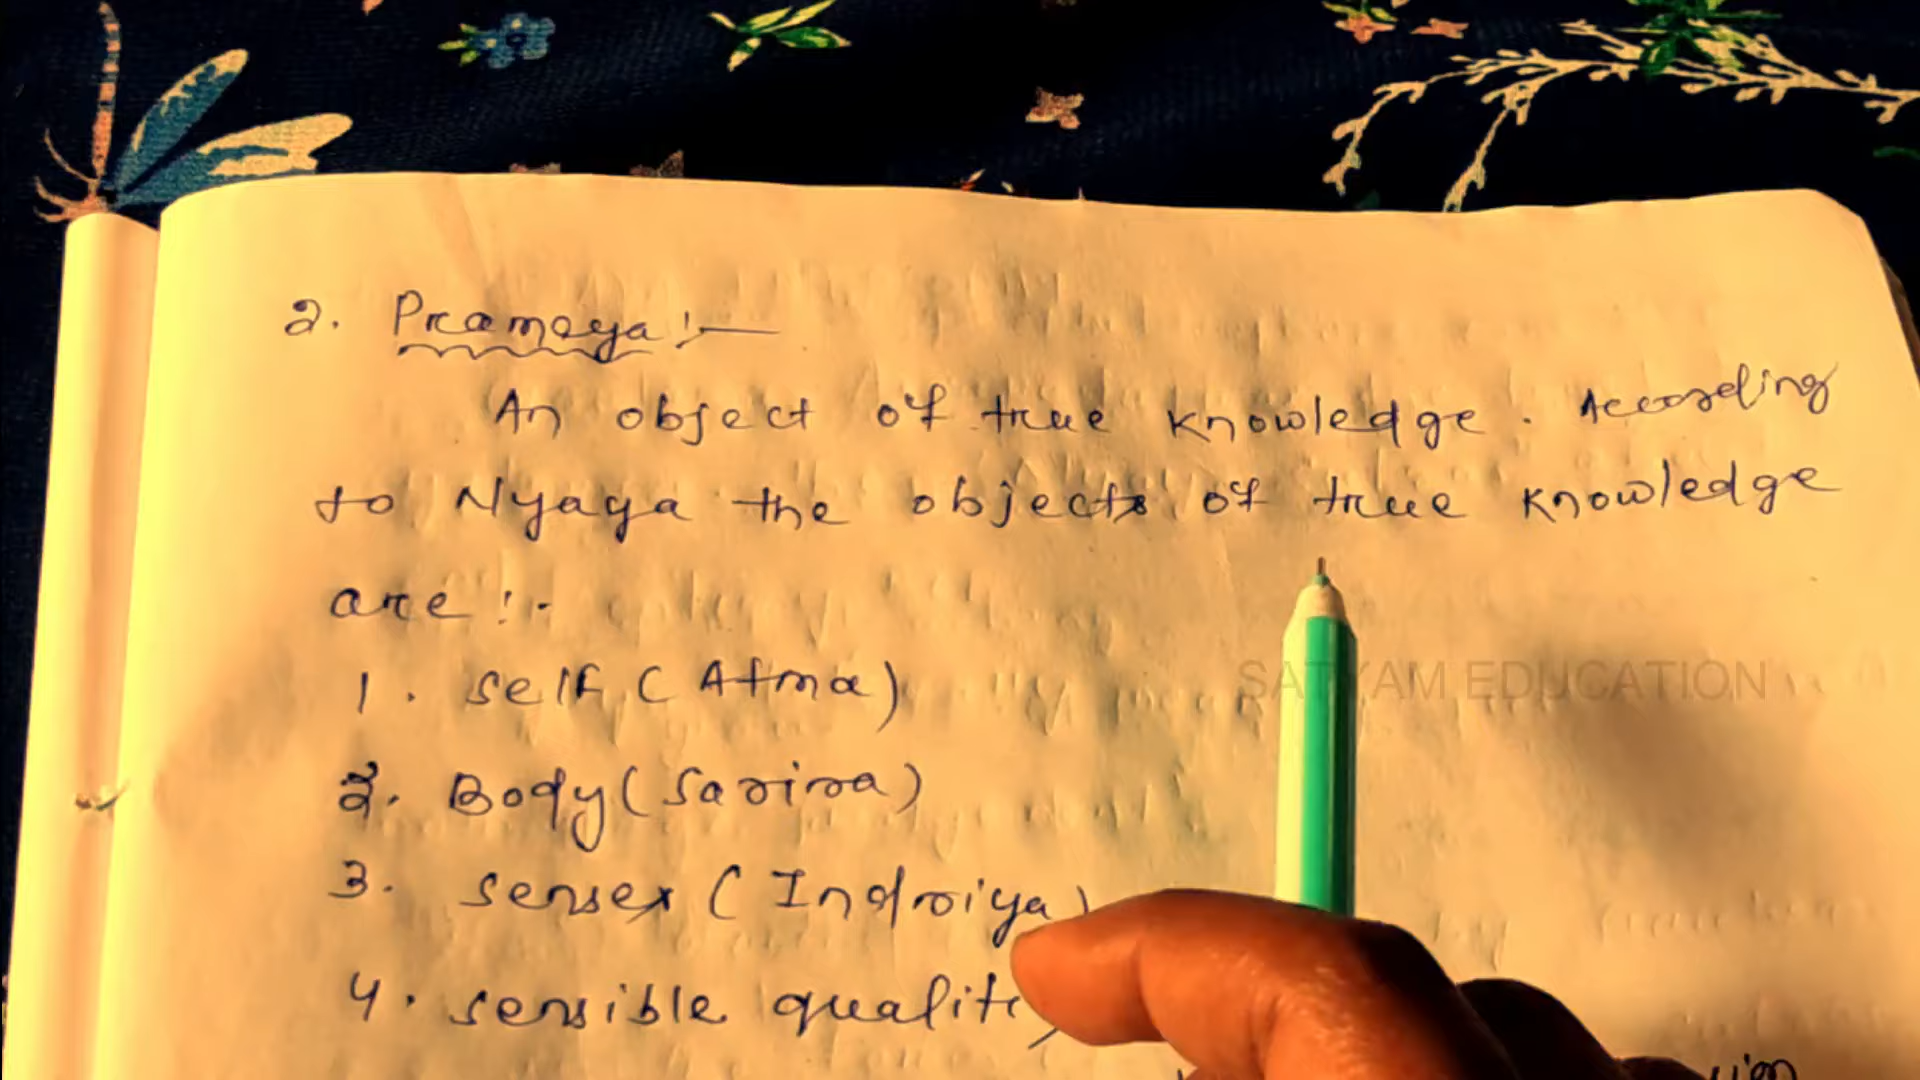 2. Prameya :-
An object of true knowledge. According
to Nyaya the objects of true knowledge
are :-
1. Self (Atma)
2. Body (Sarira)
3. Senses (Indriya)
4. Sensible quality
SATYAM EDUCATION